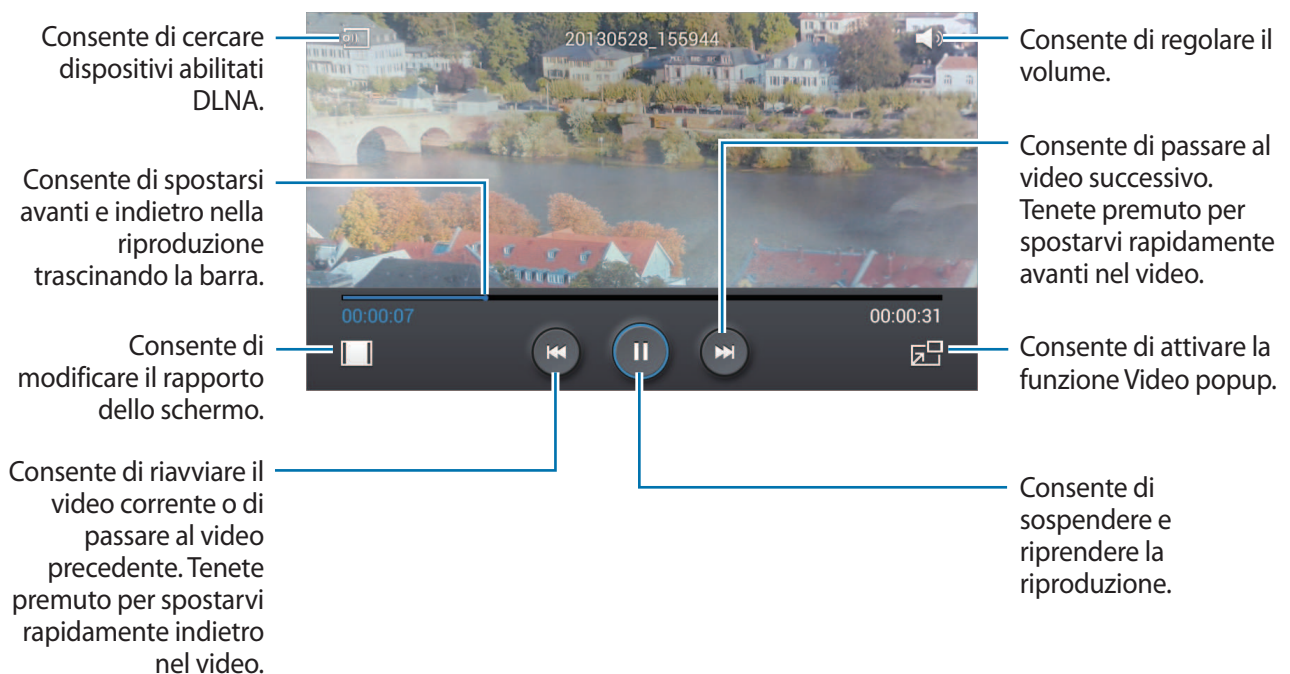 Consente di cercare
dispositivi abilitati
DLNA.
Consente di spostarsi
avanti e indietro nella
riproduzione
trascinando la barra.
Consente di
modificare il rapporto
dello schermo.
Consente di riavviare il
video corrente o di
passare al video
precedente. Tenete
premuto per spostarvi
rapidamente indietro
nel video.
20130528_155944
00:00:07
00:00:31
Consente di regolare il
volume.
Consente di passare al
video successivo.
Tenete premuto per
spostarvi rapidamente
avanti nel video.
Consente di attivare la
funzione Video popup.
Consente di
sospendere e
riprendere la
riproduzione.